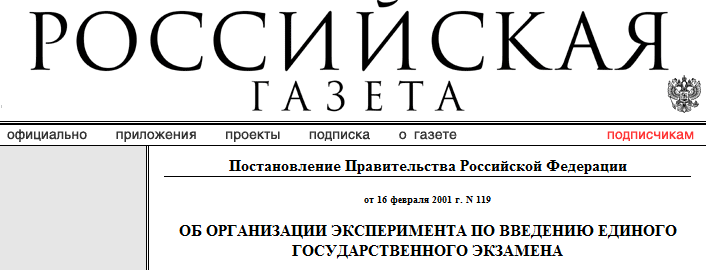 РОССИЙСКАЯ
ГАЗЕТА
официально приложения проекты подписка о газете подписчикам
Постановление Правительства Российской Федерации
от 16 февраля 2001 г. N 119
ОБ ОРГАНИЗАЦИИ ЭКСПЕРИМЕНТА ПО ВВЕДЕНИЮ ЕДИНОГО
ГОСУДАРСТВЕННОГО ЭКЗАМЕНА